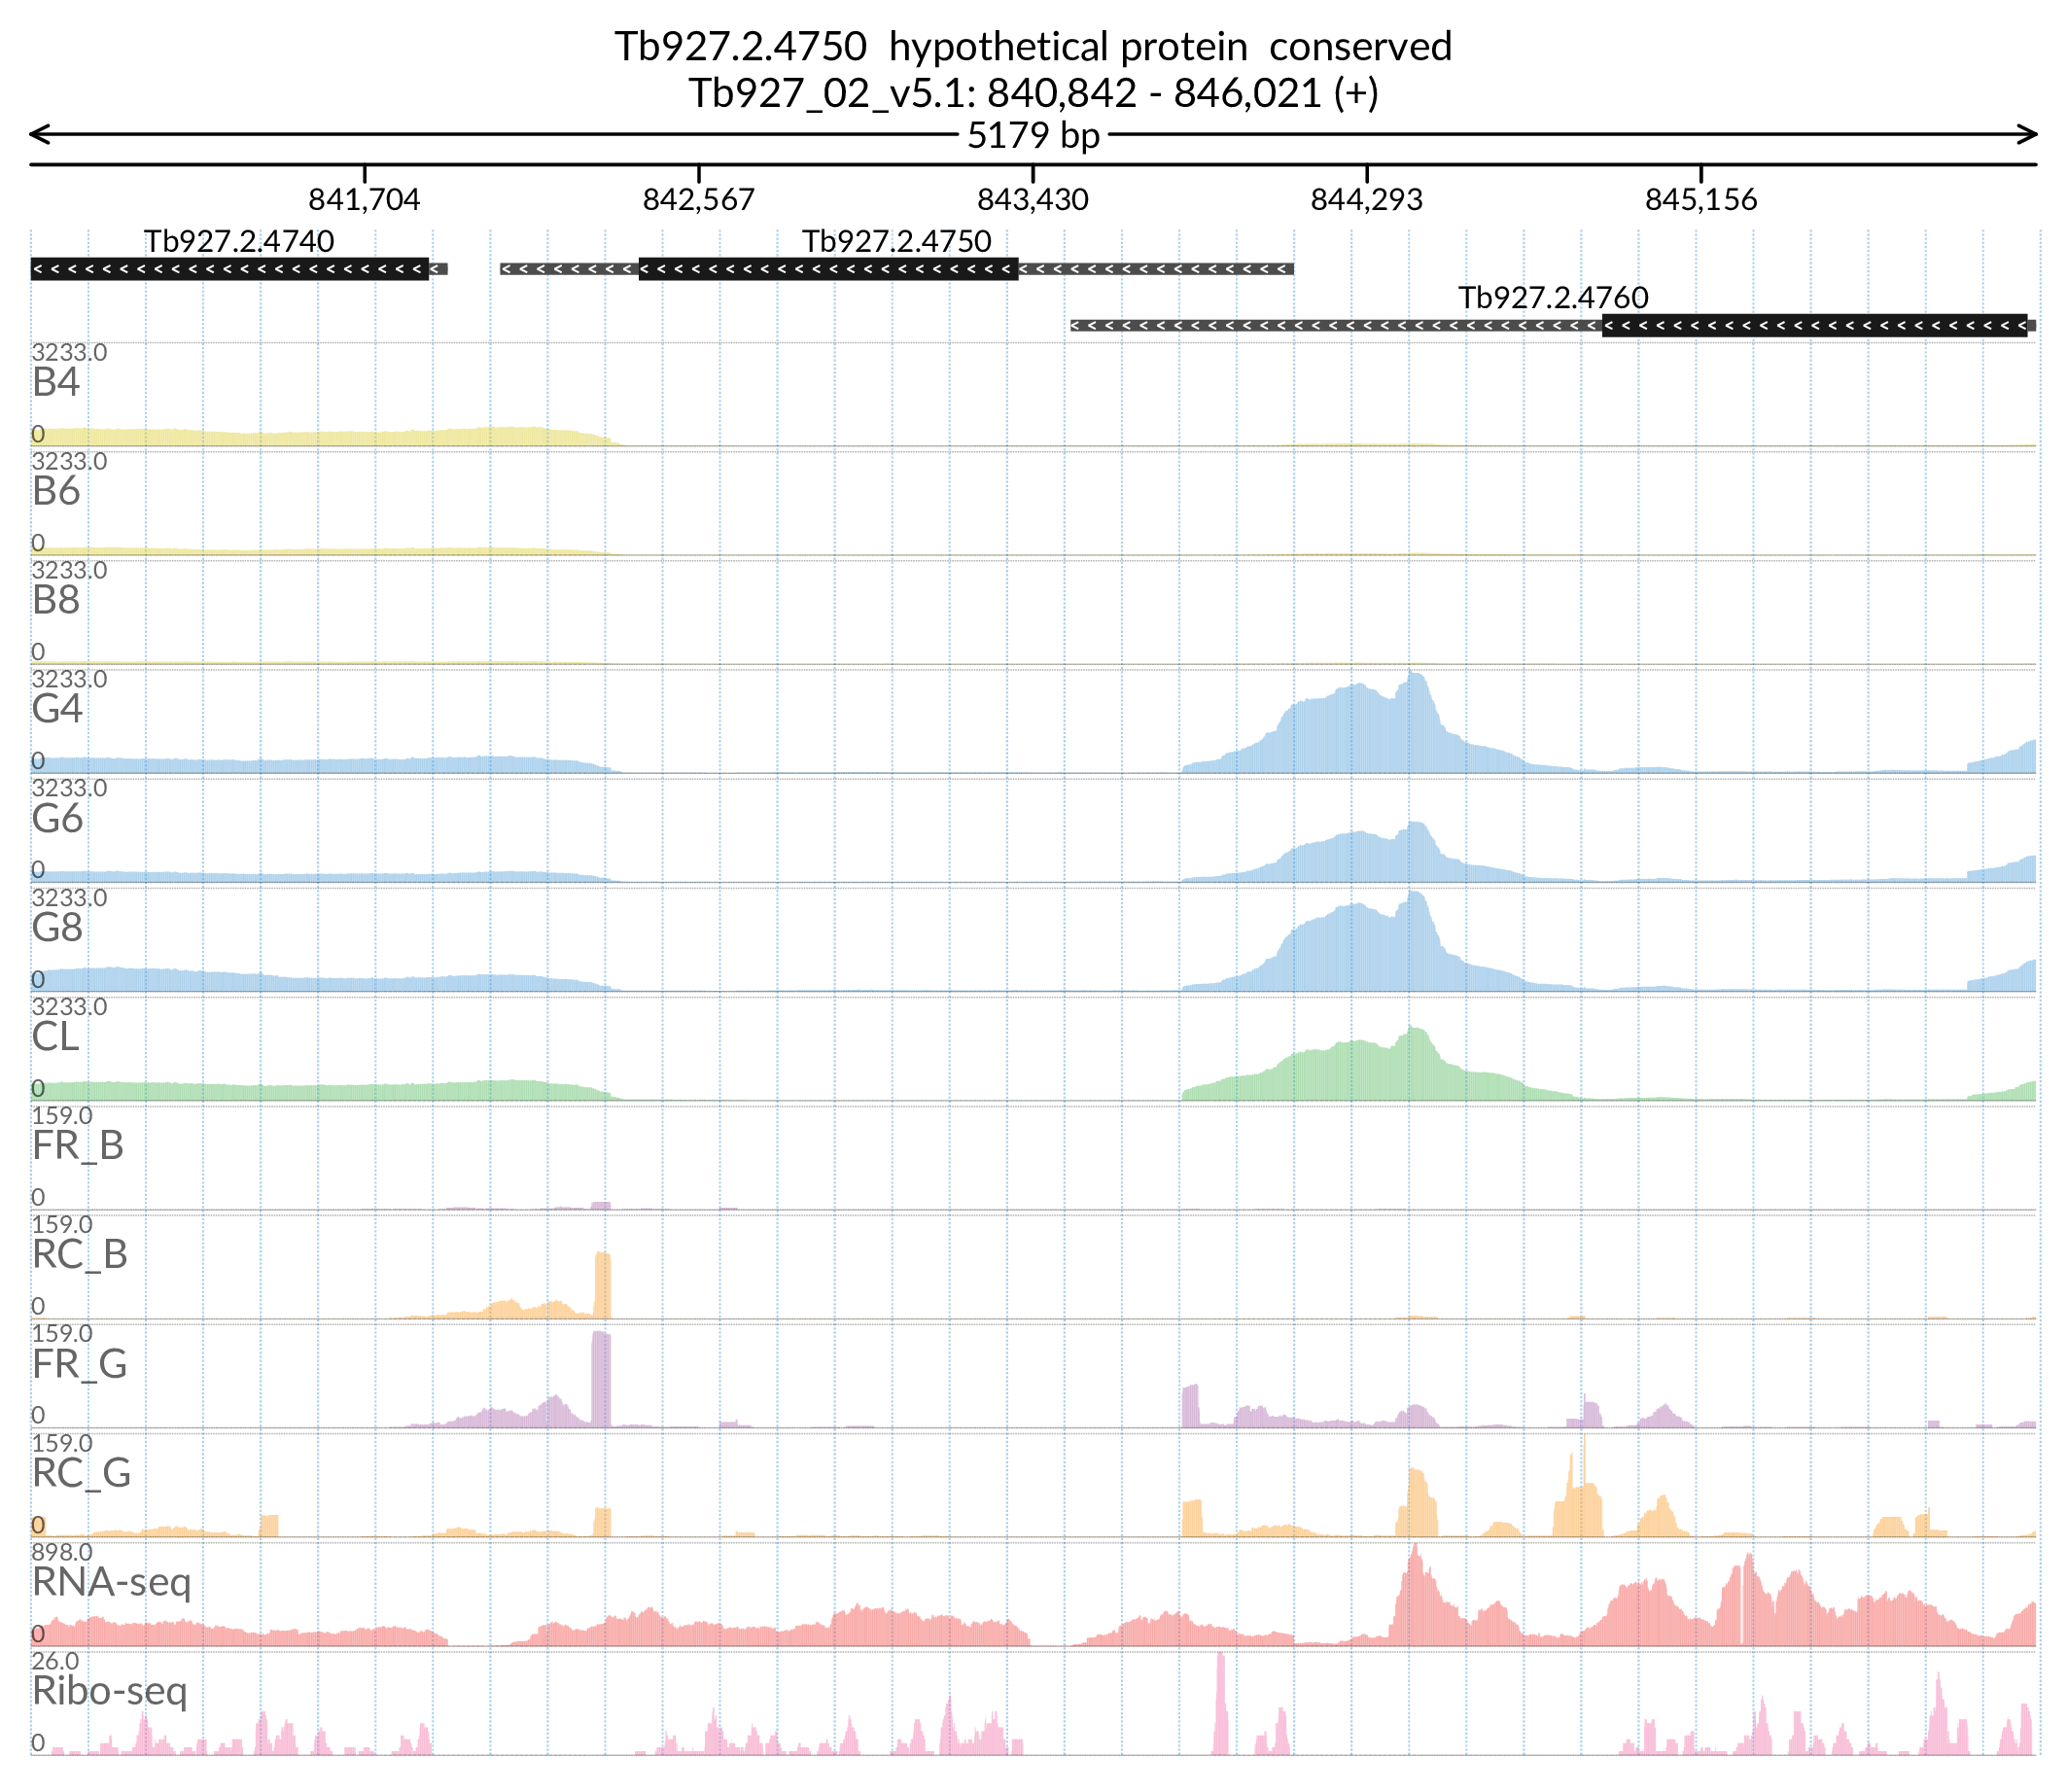 Tb927.2.4750  hypothetical protein  conserved
Tb927_02_v5.1: 840,842 - 846,021 (+)
5179 bp
841,704 842,567 843,430 844,293 845,156
Tb927.2.4740 Tb927.2.4750
Tb927.2.4760
3233.0
B4
0
3233.0
B6
0
3233.0
B8
0
3233.0
G4
0
3233.0
G6
0
3233.0
G8
0
3233.0
CL
0
159.0
FR_B
0
159.0
RC_B
0
159.0
FR_G
0
159.0
RC_G
0
898.0
RNA-seq
0
26.0
Ribo-seq
0